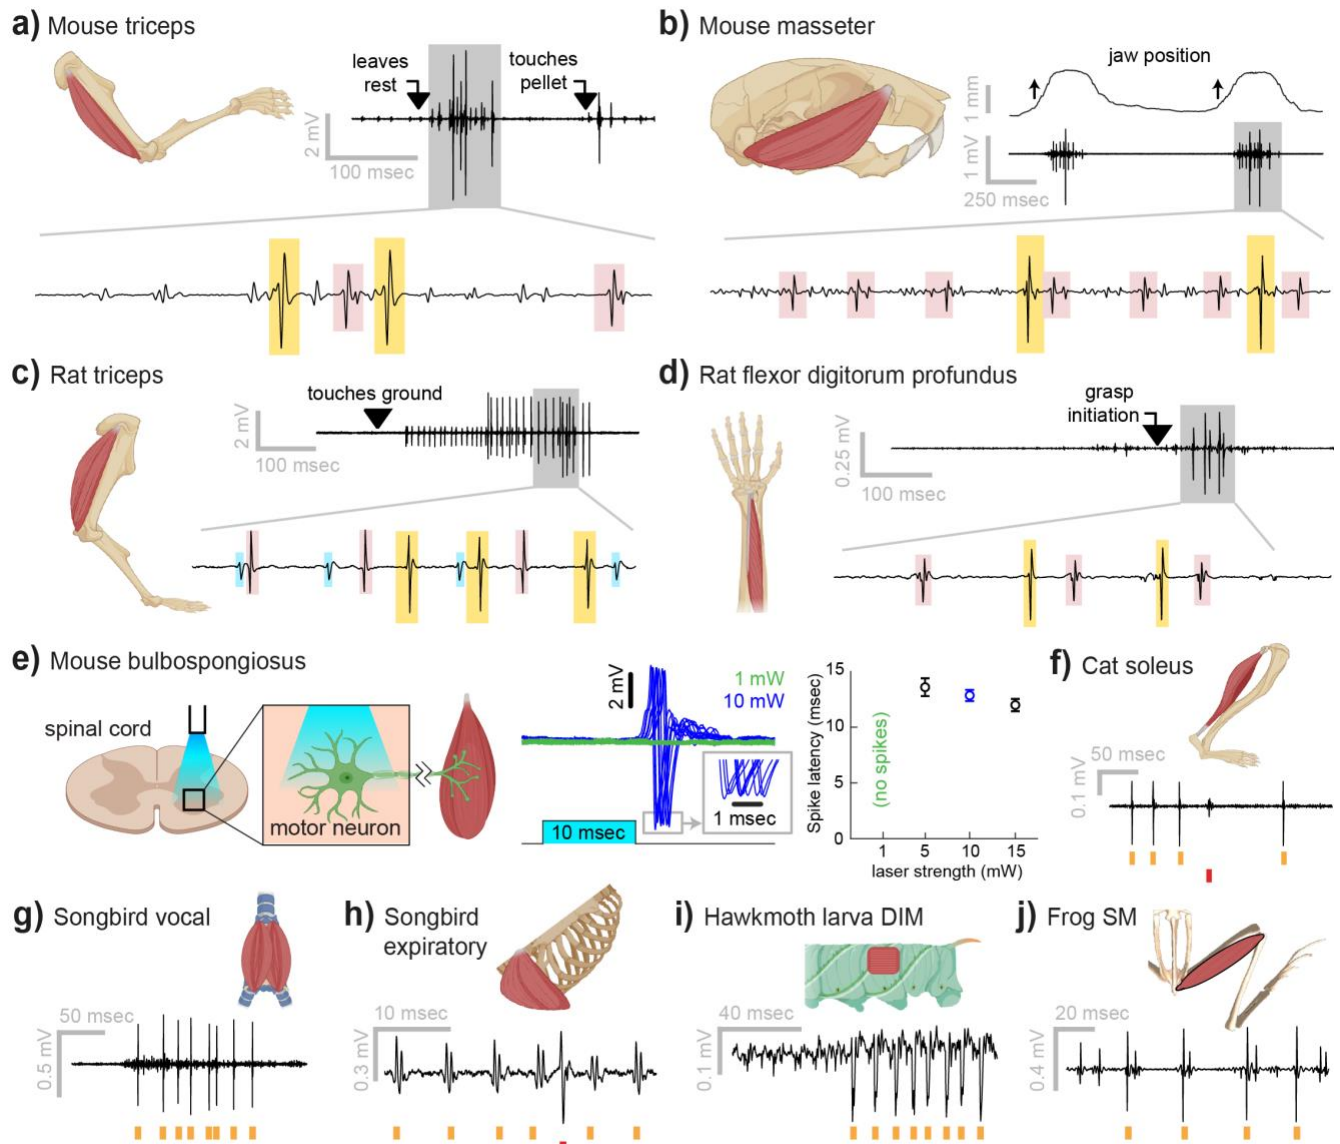 a) Mouse triceps
leaves
rest
touches
pellet
2 mV
100 msec
b) Mouse masseter
jaw position
1 mm
1 mV
250 msec
c) Rat triceps
touches ground
2 mV
100 msec
d) Rat flexor digitorum profundus
grasp
initiation
0.25 mV
100 msec
e) Mouse bulbospongiosus
spinal cord
motor neuron
2 mV
1 mW
10 mW
1 msec
10 msec
Spike latency (msec)
15
10
5
0
(no spikes)
1 5 10 15
laser strength (mW)
f) Cat soleus
50 msec
0.1 mV
g) Songbird vocal
50 msec
0.5 mV
h) Songbird
expiratory
10 msec
0.3 mV
i) Hawkmoth larva DIM
40 msec
0.1 mV
j) Frog SM
20 msec
0.4 mV